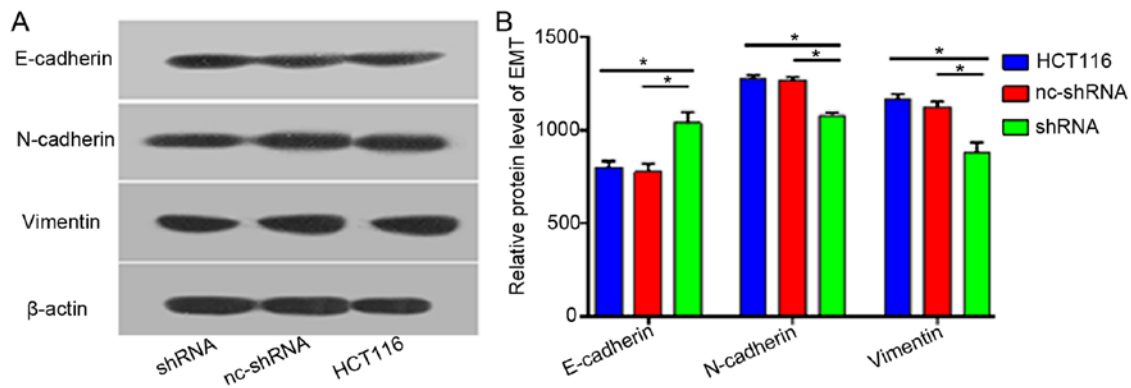 A
E-cadherin
N-cadherin
Vimentin
β-actin
shRNA
nc-shRNA
HCT116
B
Relative protein level of EMT
1500
1000
500
0
*
*
*
*
*
*
E-cadherin
N-cadherin
Vimentin
HCT116
nc-shRNA
shRNA